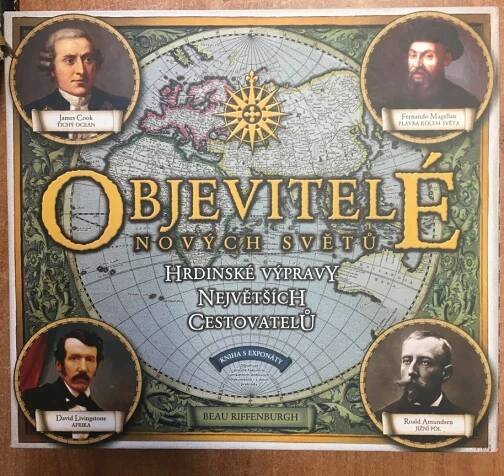 James Cook
TICHÝ OCEÁN
Fernando Magellan
PLAVBA KOLEM SVĚTA
OBJEVITELÉ
NOVÝCH SVĚTŮ
HRDINSKÉ VÝPRAVY
NEJVĚTŠÍCH
CESTOVATELŮ
KNIHA S EXPONÁTY
David Livingstone
AFRIKA
BEAU RIFFENBURGH
Roald Amundsen
JIŽNÍ PÓL